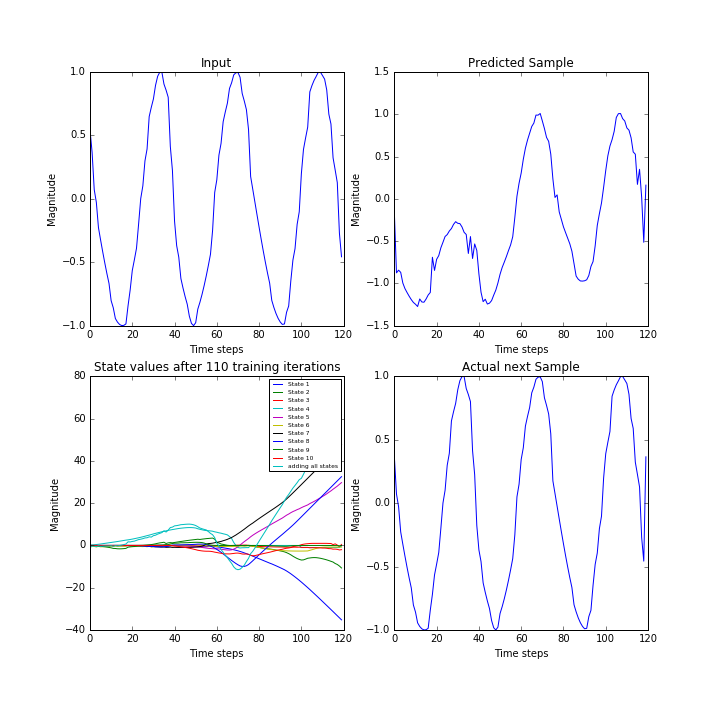 Input
Magnitude
1.0
0.5
0.0
−0.5
−1.0
0 20 40 60 80 100 120
Time steps
Predicted Sample
Magnitude
1.5
1.0
0.5
0.0
−0.5
−1.0
−1.5
0 20 40 60 80 100 120
Time steps
State values after 110 training iterations
Magnitude
80
60
40
20
0
−20
−40
State 1
State 2
State 3
State 4
State 5
State 6
State 7
State 8
State 9
State 10
adding all states
0 20 40 60 80 100 120
Time steps
Actual next Sample
Magnitude
1.0
0.5
0.0
−0.5
−1.0
0 20 40 60 80 100 120
Time steps